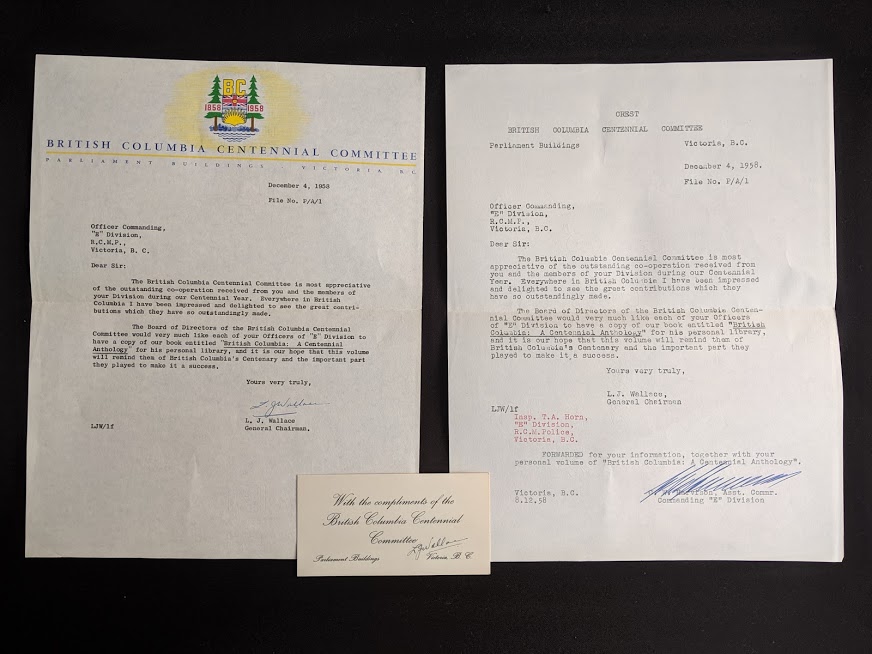 BC
1858 1958
BRITISH COLUMBIA CENTENNIAL COMMITTEE
PARLIAMENT BUILDINGS VICTORIA BC
December 4, 1958
File No. P/A/1
Officer Commanding,
"E" Division,
R.C.M.P.,
Victoria, B. C.
Dear Sir:
The British Columbia Centennial Committee is most appreciative
of the outstanding co-operation received from you and the members of
your Division during our Centennial Year. Everywhere in British
Columbia I have been impressed and delighted to see the great contri-
butions which they have so outstandingly made.
The Board of Directors of the British Columbia Centennial
Committee would very much like each of your Officers of "E" Division to
have a copy of our book entitled "British Columbia: A Centennial
Anthology" for his personal library, and it is our hope that this volume
will remind them of British Columbia's Centenary and the important part
they played to make it a success.
Yours very truly,
L.J. Wallace
L. J. Wallace
General Chairman.
LJW/lf
CREST
BRITISH COLUMBIA CENTENNIAL COMMITTEE
Parliament Buildings Victoria, B.C.
December 4, 1958.
File No. P/A/1
Officer Commanding,
"E" Division,
R.C.M.P.,
Victoria, B.C.
Dear Sir:
The British Columbia Centennial Committee is most
appreciative of the outstanding co-operation received from
you and the members of your Division during our Centennial
Year. Everywhere in British Columbia I have been impressed
and delighted to see the great contributions which they
have so outstandingly made.
The Board of Directors of the British Columbia Centen-
nial Committee would very much like each of your Officers
of "E" Division to have a copy of our book entitled "British
Columbia: A Centennial Anthology" for his personal library,
and it is our hope that this volume will remind them of
British Columbia's Centenary and the important part they
played to make it a success.
Yours very truly,
L.J. Wallace
General Chairman
LJW/lf
Insp. T.A. Horn,
"E" Division,
R.C.M.Police,
Victoria, B.C.
FORWARDED for your information, together with your
personal volume of "British Columbia: A Centennial Anthology".
Victoria, B.C.
8.12.58
Asst. Commr.
Commanding "E" Division
With the compliments of the
British Columbia Centennial
Committee
L.J. Wallace
Parliament Buildings Victoria, B. C.